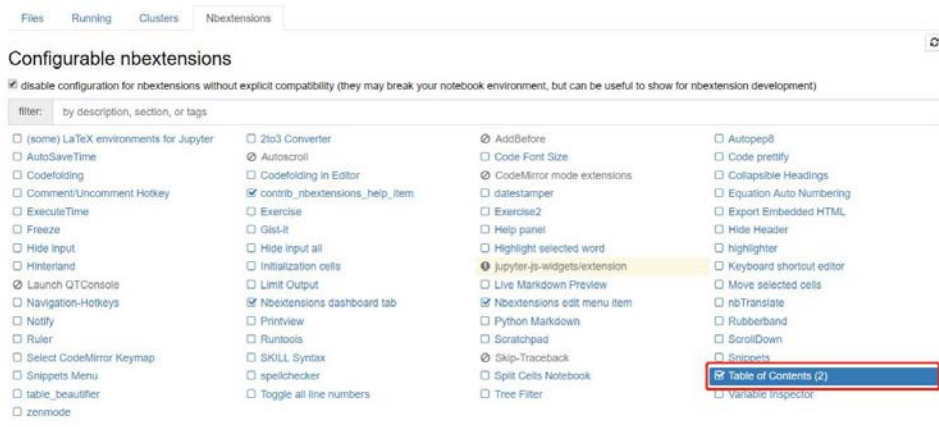 Files Running Clusters Nbextensions
Configurable nbextensions
disable configuration for nbextensions without explicit compatibility (they may break your notebook environment, but can be useful to show for nbextension development)
filter: by description, section, or tags
(some) LaTeX environments for Jupyter 2to3 Converter AddBefore Autopep8
AutoSaveTime Autoscroll Code Font Size Code prettify
Codefolding Codefolding in Editor CodeMirror mode extensions Collapsible Headings
Comment/Uncomment Hotkey contrib_nbextensions_help_item datestamper Equation Auto Numbering
ExecuteTime Exercise Exercise2 Export Embedded HTML
Freeze Gist-it Help panel Hide Header
Hide input Hide input all Highlight selected word highlighter
Hinterland Initialization cells jupyter-js-widgets/extension Keyboard shortcut editor
Launch QTConsole Limit Output Live Markdown Preview Move selected cells
Navigation-Hotkeys Nbextensions dashboard tab Nbextensions edit menu item nbTranslate
Notify Printview Python Markdown Rubberband
Ruler Runtools Scratchpad ScrollDown
Select CodeMirror Keymap SKILL Syntax Skip-Traceback Snippets
Snippets Menu spellchecker Split Cells Notebook Table of Contents (2)
table_beautifier Toggle all line numbers Tree Filter Variable Inspector
zenmode